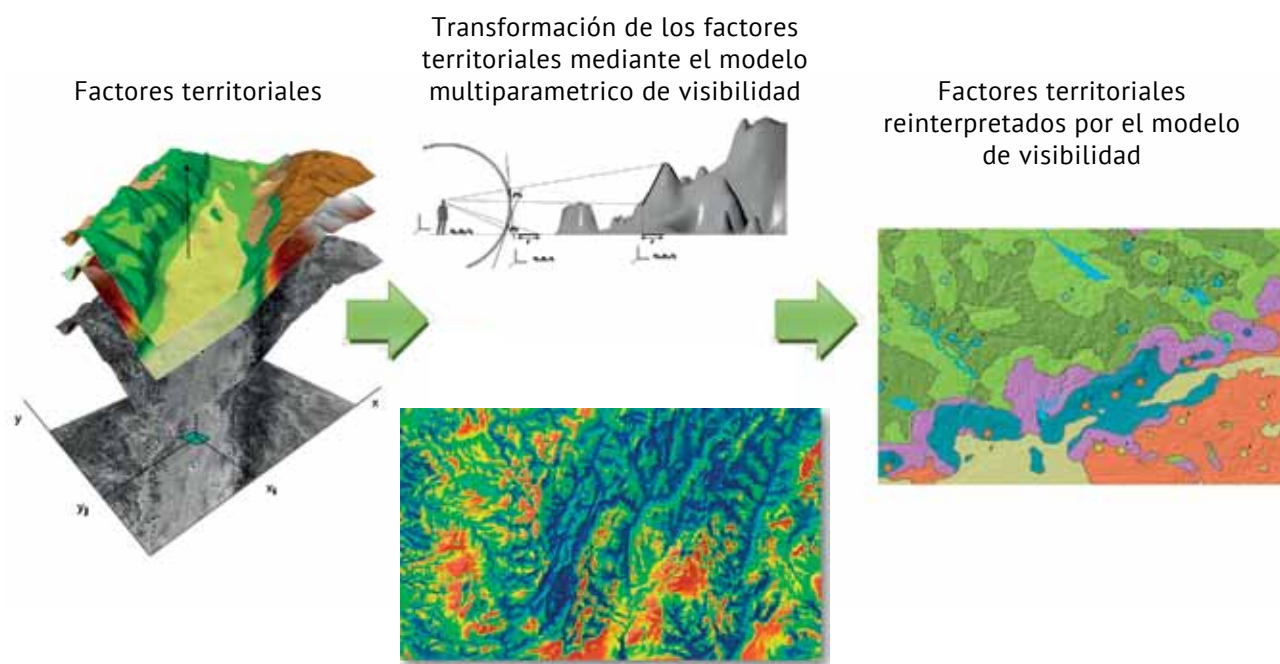 Transformación de los factores
territoriales mediante el modelo
multiparametrico de visibilidad
Factores territoriales
Factores territoriales
reinterpretados por el modelo
de visibilidad
y
x
y
x